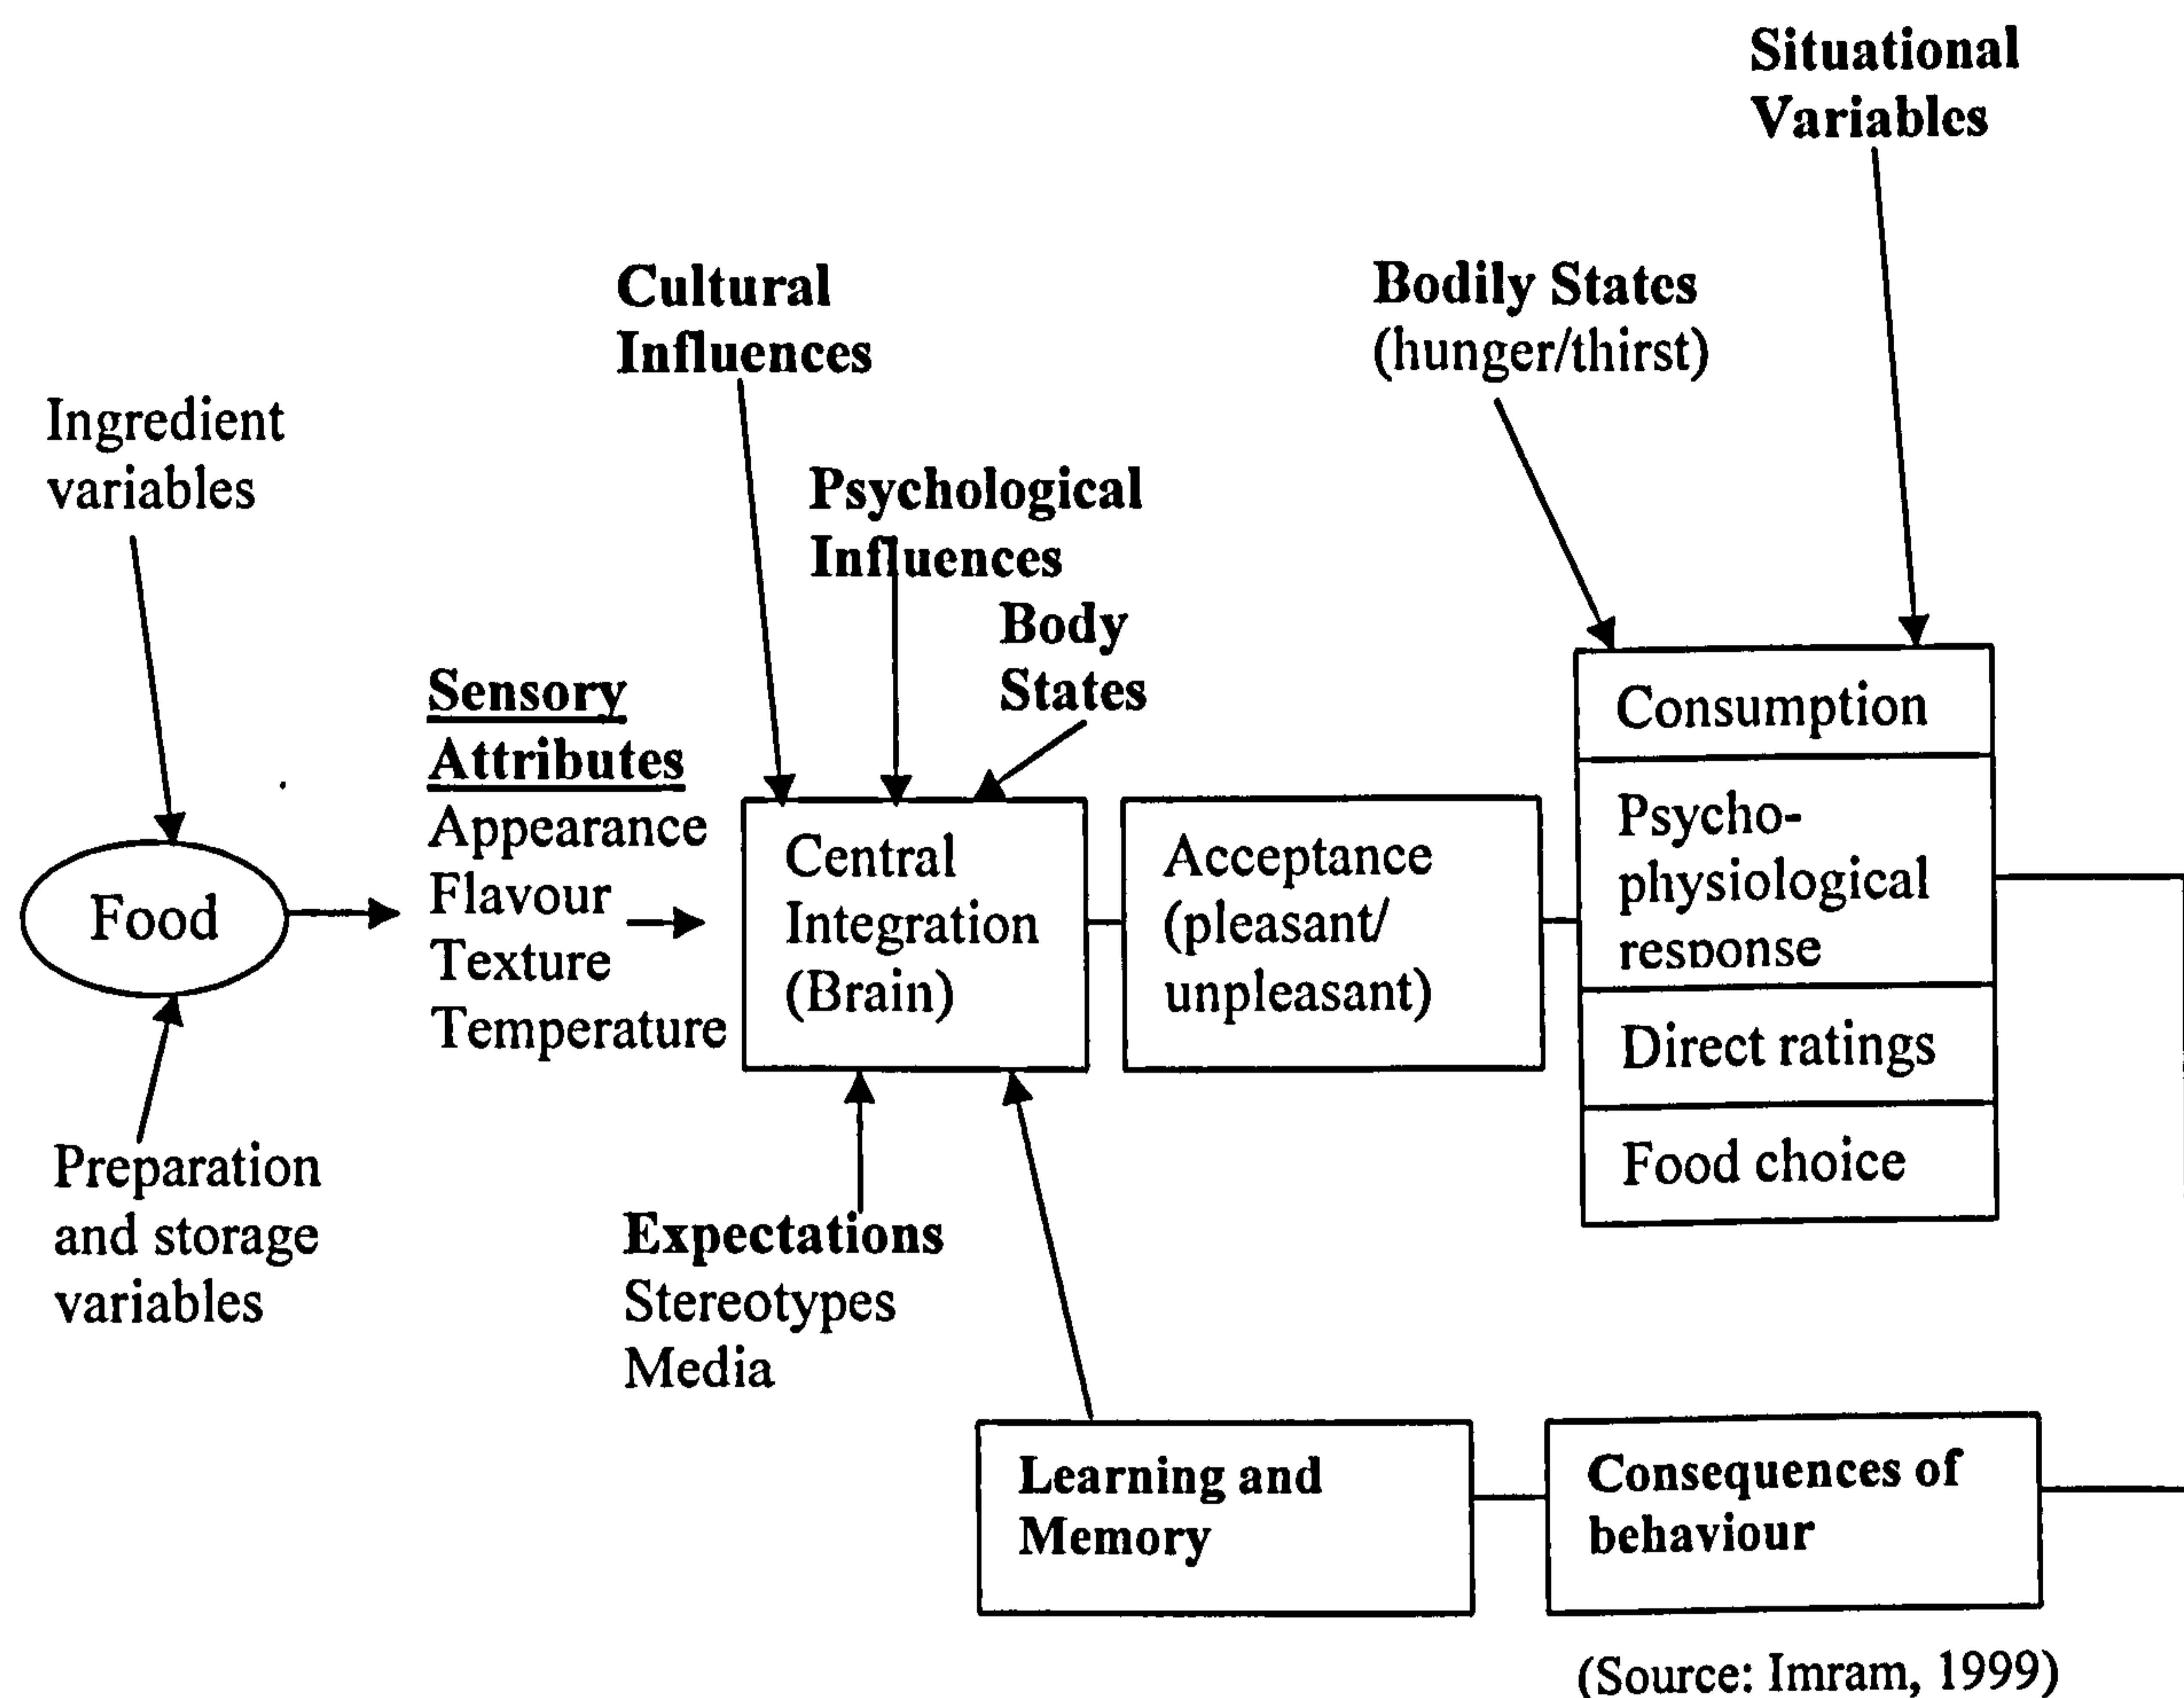 Situational
Variables
Cultural
Influences
Bodily States
(hunger/thirst)
Ingredient
variables
Psychological
Influences
Body
States
Sensory
Attributes
Appearance
Flavour
Texture
Temperature
Food
Central
Integration
(Brain)
Acceptance
(pleasant/
unpleasant)
Consumption
Psycho-
physiological
response
Direct ratings
Food choice
Preparation
and storage
variables
Expectations
Stereotypes
Media
Learning and
Memory
Consequences of
behaviour
(Source: Imram, 1999)